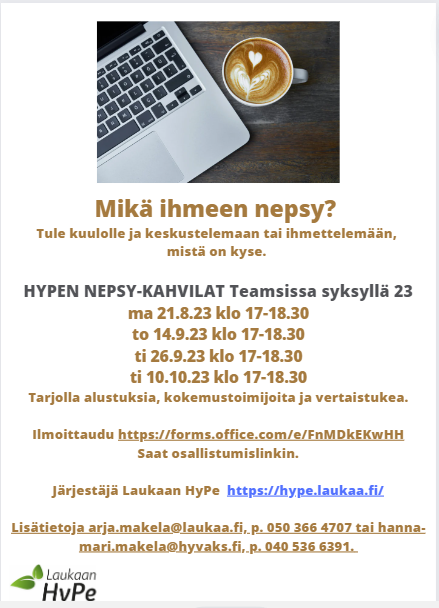 Mikä ihmeen nepsy?
Tule kuulolle ja keskustelemaan tai ihmettelemään,
mistä on kyse.
HYPEN NEPSY-KAHVILAT Teamsissa syksyllä 23
ma 21.8.23 klo 17-18.30
to 14.9.23 klo 17-18.30
ti 26.9.23 klo 17-18.30
ti 10.10.23 klo 17-18.30
Tarjolla alustuksia, kokemustoimijoita ja vertaistukea.
Ilmoittaudu https://forms.office.com/e/FnMDkEKwHH
Saat osallistumislinkin.
Järjestäjä Laukaan HyPe https://hype.laukaa.fi/
Lisätietoja arja.makela@laukaa.fi, p. 050 366 4707 tai hanna-
mari.makela@hyvaks.fi, p. 040 536 6391.
Laukaan
HyPe